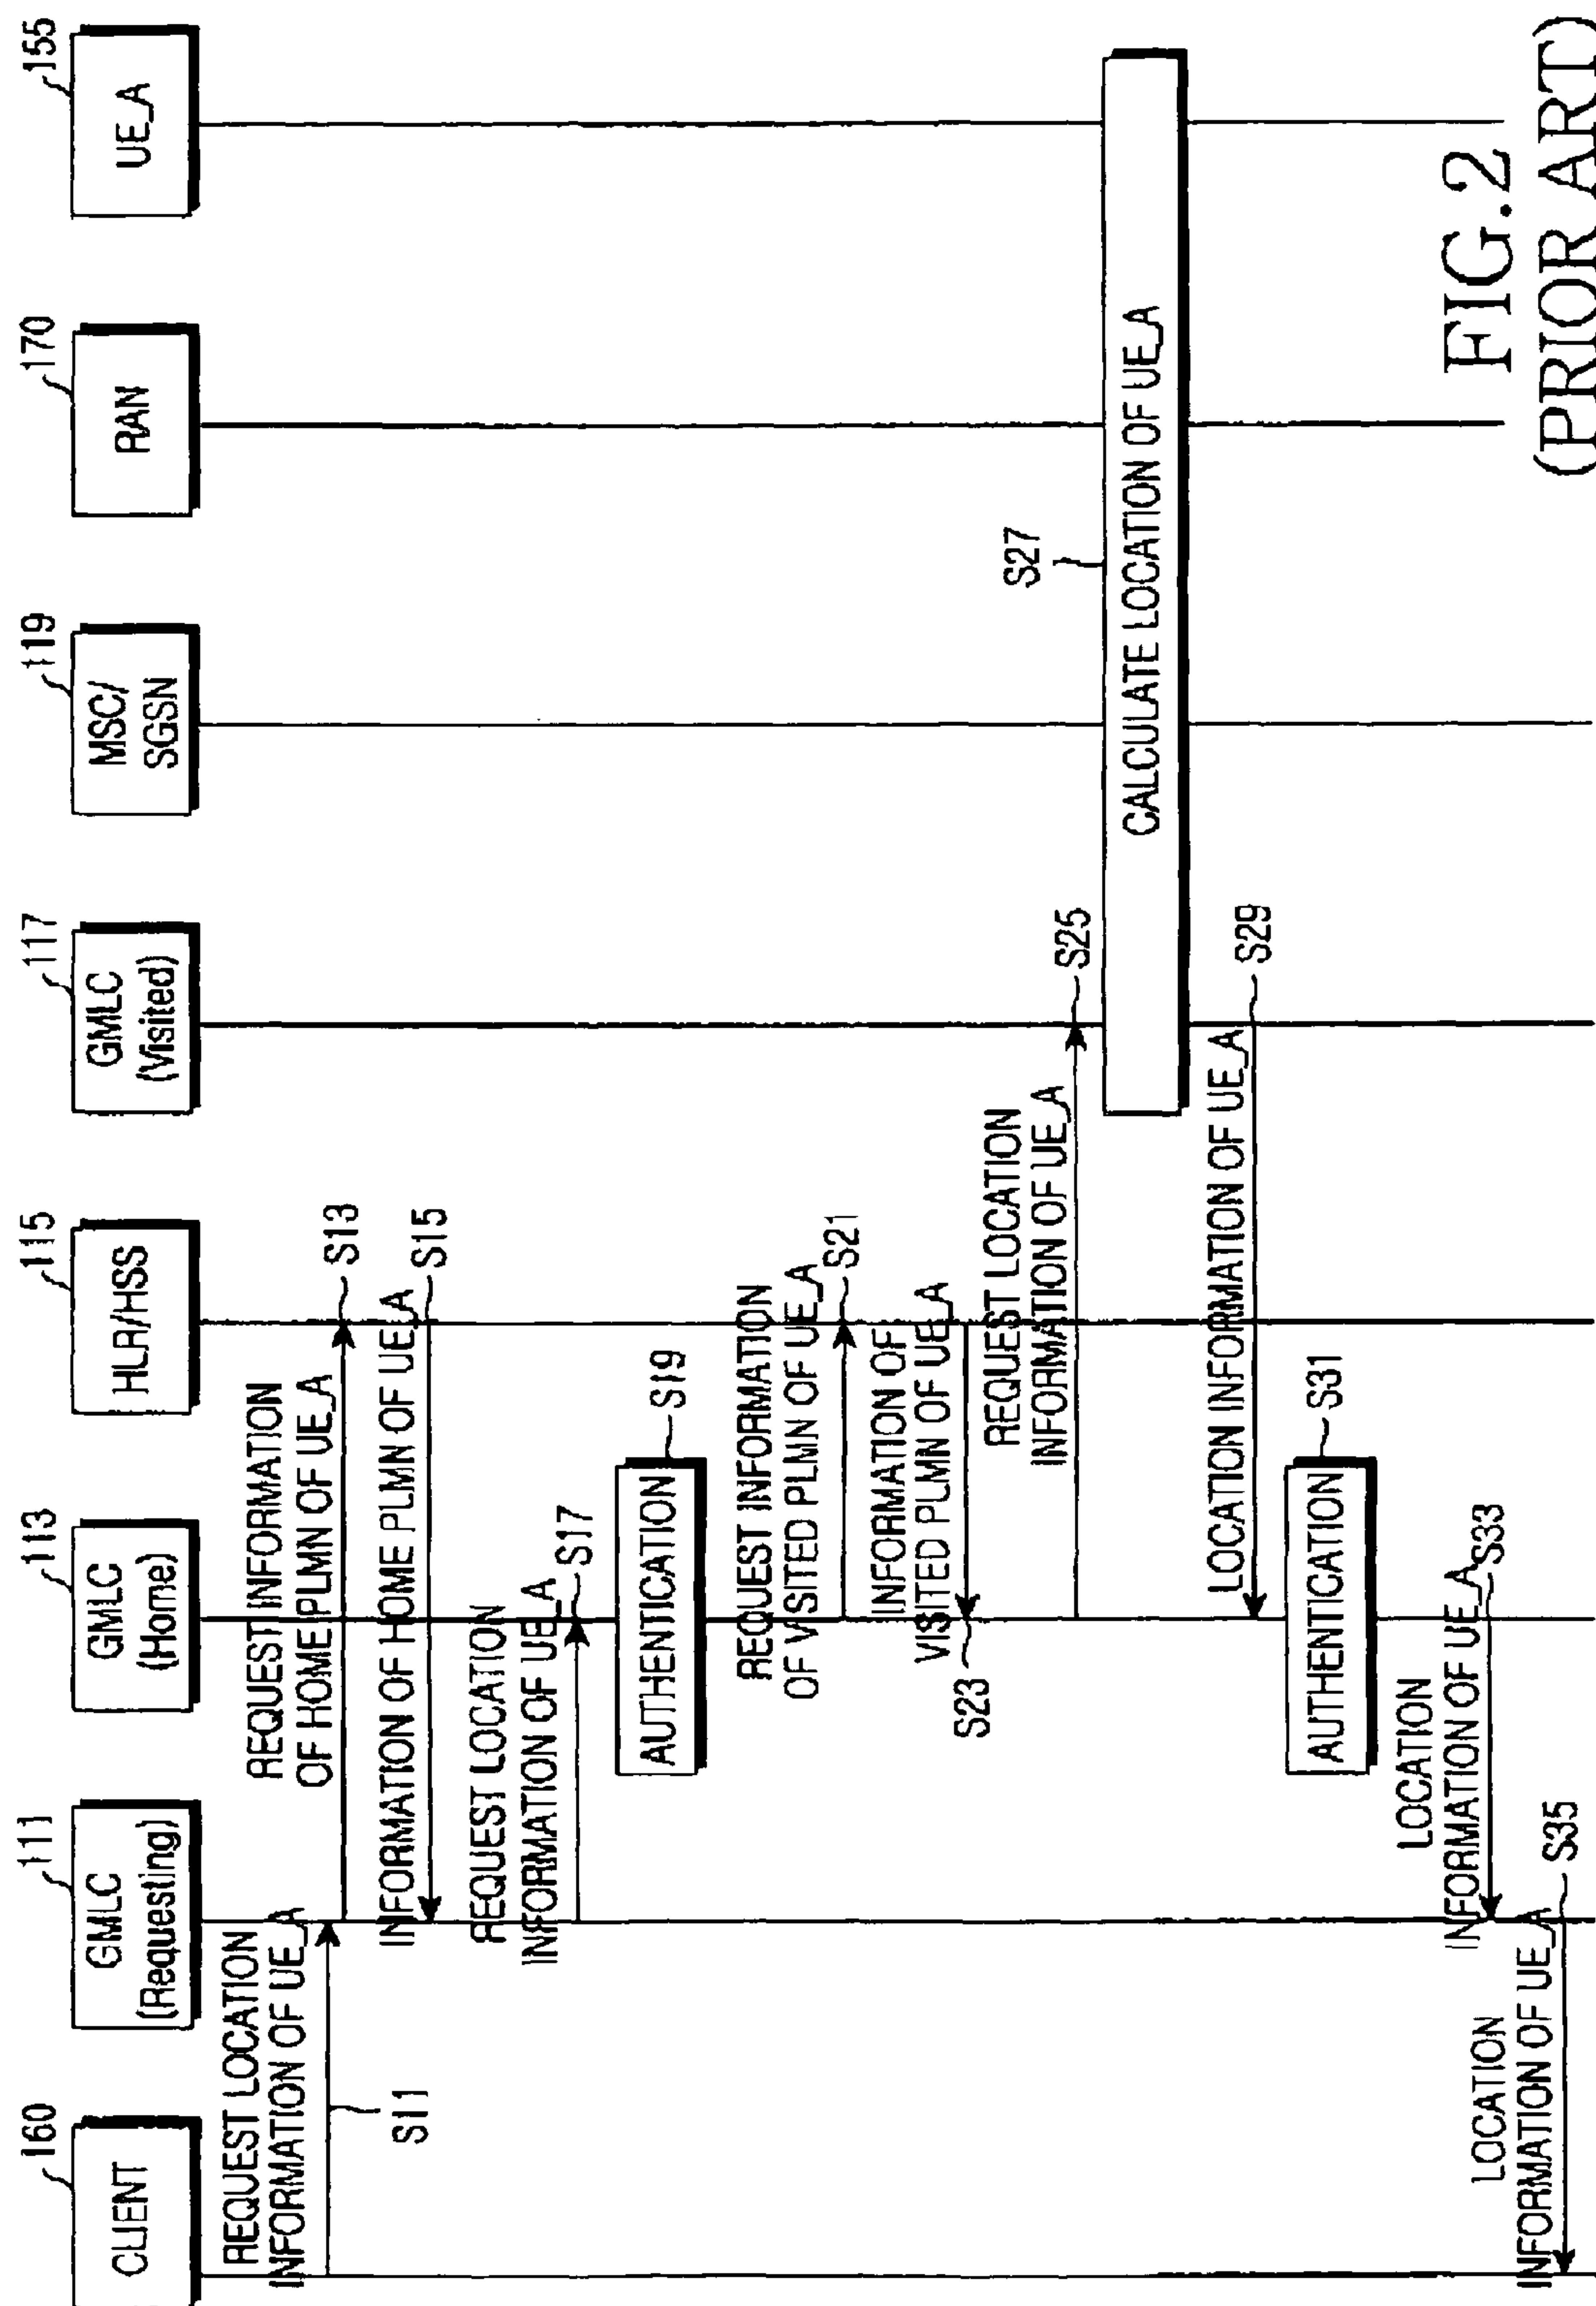 160
CLIENT
111
GMLC
(Requesting)
113
GMLC
(Home)
115
HLR/HSS
117
GMLC
(Visited)
119
MSC/
SGSN
170
RAN
155
UE_A
REQUEST LOCATION
INFORMATION OF UE_A
S11
REQUEST INFORMATION
OF HOME PLMN OF UE_A
S13
INFORMATION OF HOME PLMN OF UE_A
S15
REQUEST LOCATION
INFORMATION OF UE_A
S17
AUTHENTICATION
S19
REQUEST INFORMATION
OF VISITED PLMN OF UE_A
S21
INFORMATION OF
VISITED PLMN OF UE_A
S23
REQUEST LOCATION
INFORMATION OF UE_A
S25
S27
CALCULATE LOCATION OF UE_A
LOCATION INFORMATION OF UE_A
S29
AUTHENTICATION
S31
LOCATION
INFORMATION OF UE_A
S33
LOCATION
INFORMATION OF UE_A
S35
FIG.2
(PRIOR ART)